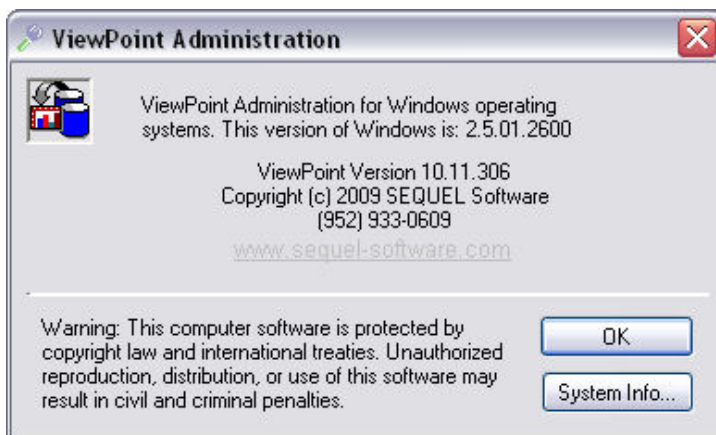 ViewPoint Administration
ViewPoint Administration for Windows operating
systems. This version of Windows is: 2.5.01.2600
ViewPoint Version 10.11.306
Copyright (c) 2009 SEQUEL Software
(952) 933-0609
www.sequel-software.com
Warning: This computer software is protected by
copyright law and international treaties. Unauthorized
reproduction, distribution, or use of this software may
result in civil and criminal penalties.
OK
System Info...